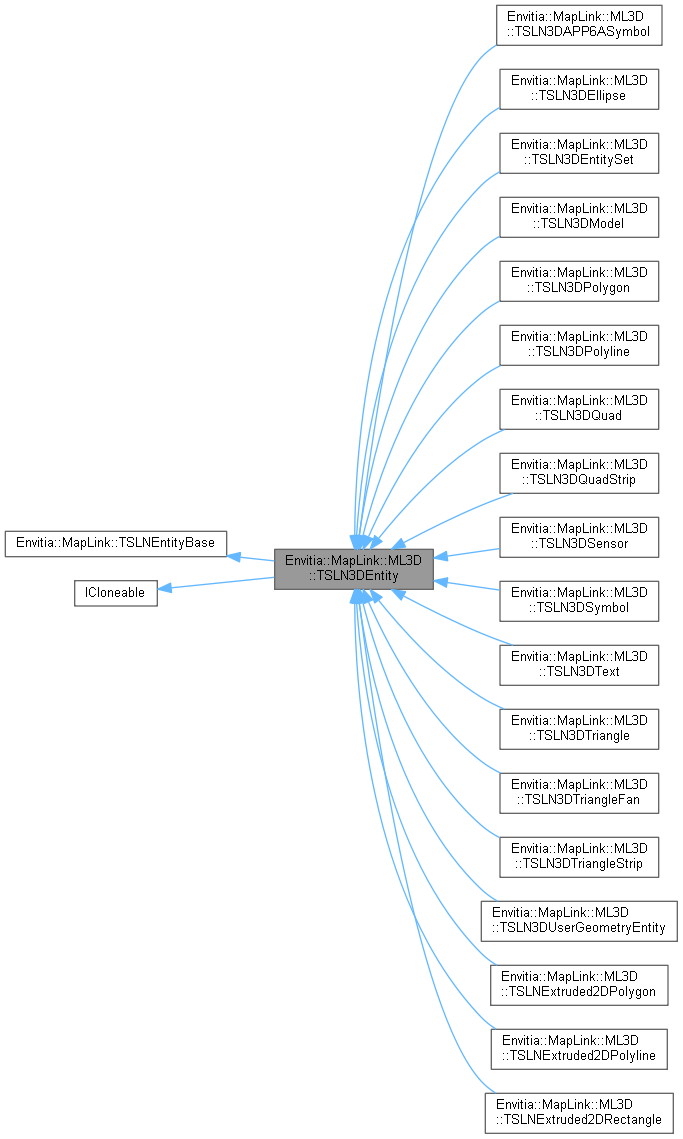 Envitia::MapLink::TSLNEntityBase
ICloneable
Envitia::MapLink::ML3D
::TSLN3DEntity
Envitia::MapLink::ML3D
::TSLN3DAPP6ASymbol
Envitia::MapLink::ML3D
::TSLN3DEllipse
Envitia::MapLink::ML3D
::TSLN3DEntitySet
Envitia::MapLink::ML3D
::TSLN3DModel
Envitia::MapLink::ML3D
::TSLN3DPolygon
Envitia::MapLink::ML3D
::TSLN3DPolyline
Envitia::MapLink::ML3D
::TSLN3DQuad
Envitia::MapLink::ML3D
::TSLN3DQuadStrip
Envitia::MapLink::ML3D
::TSLN3DSensor
Envitia::MapLink::ML3D
::TSLN3DSymbol
Envitia::MapLink::ML3D
::TSLN3DText
Envitia::MapLink::ML3D
::TSLN3DTriangle
Envitia::MapLink::ML3D
::TSLN3DTriangleFan
Envitia::MapLink::ML3D
::TSLN3DTriangleStrip
Envitia::MapLink::ML3D
::TSLN3DUserGeometryEntity
Envitia::MapLink::ML3D
::TSLNExtruded2DPolygon
Envitia::MapLink::ML3D
::TSLNExtruded2DPolyline
Envitia::MapLink::ML3D
::TSLNExtruded2DRectangle